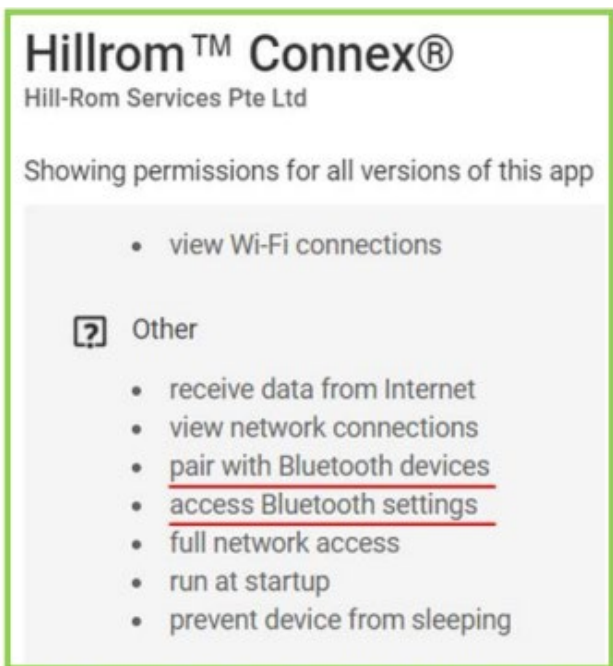 Hillrom™ Connex®
Hill-Rom Services Pte Ltd
Showing permissions for all versions of this app
• view Wi-Fi connections
Other
• receive data from Internet
• view network connections
• pair with Bluetooth devices
• access Bluetooth settings
• full network access
• run at startup
• prevent device from sleeping